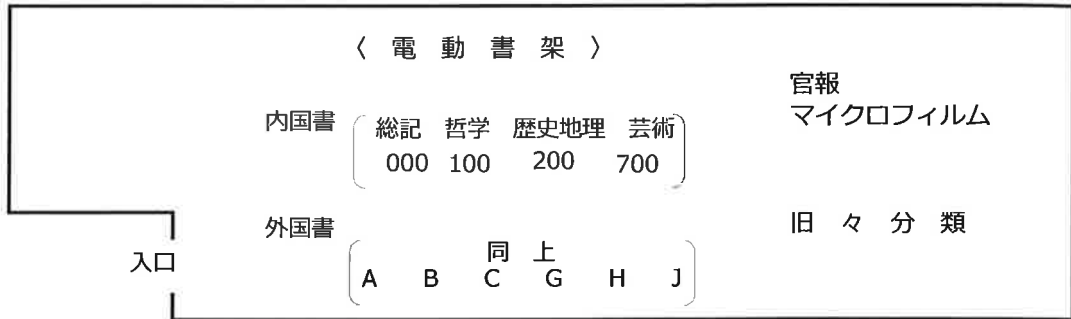 〈 電 動 書 架 〉
内国書
総記 哲学 歴史地理 芸術
000 100 200 700
官報
マイクロフィルム
外国書
同 上
A B C G H J
旧 々 分 類
入口